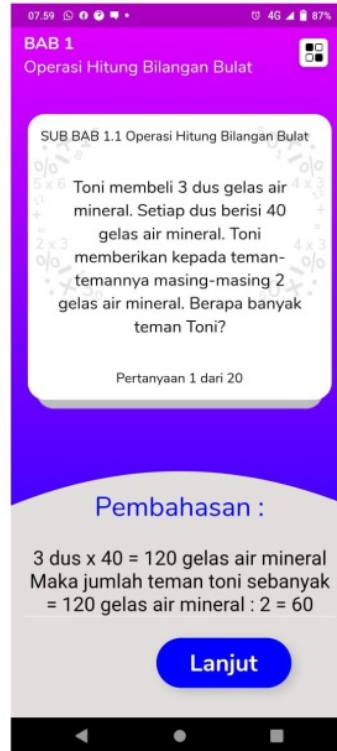 07.59 4G 87%
BAB 1
Operasi Hitung Bilangan Bulat
SUB BAB 1.1 Operasi Hitung Bilangan Bulat
Toni membeli 3 dus gelas air
mineral. Setiap dus berisi 40
gelas air mineral. Toni
memberikan kepada teman-
temannya masing-masing 2
gelas air mineral. Berapa banyak
teman Toni?
Pertanyaan 1 dari 20
Pembahasan :
3 dus x 40 = 120 gelas air mineral
Maka jumlah teman toni sebanyak
= 120 gelas air mineral : 2 = 60
Lanjut